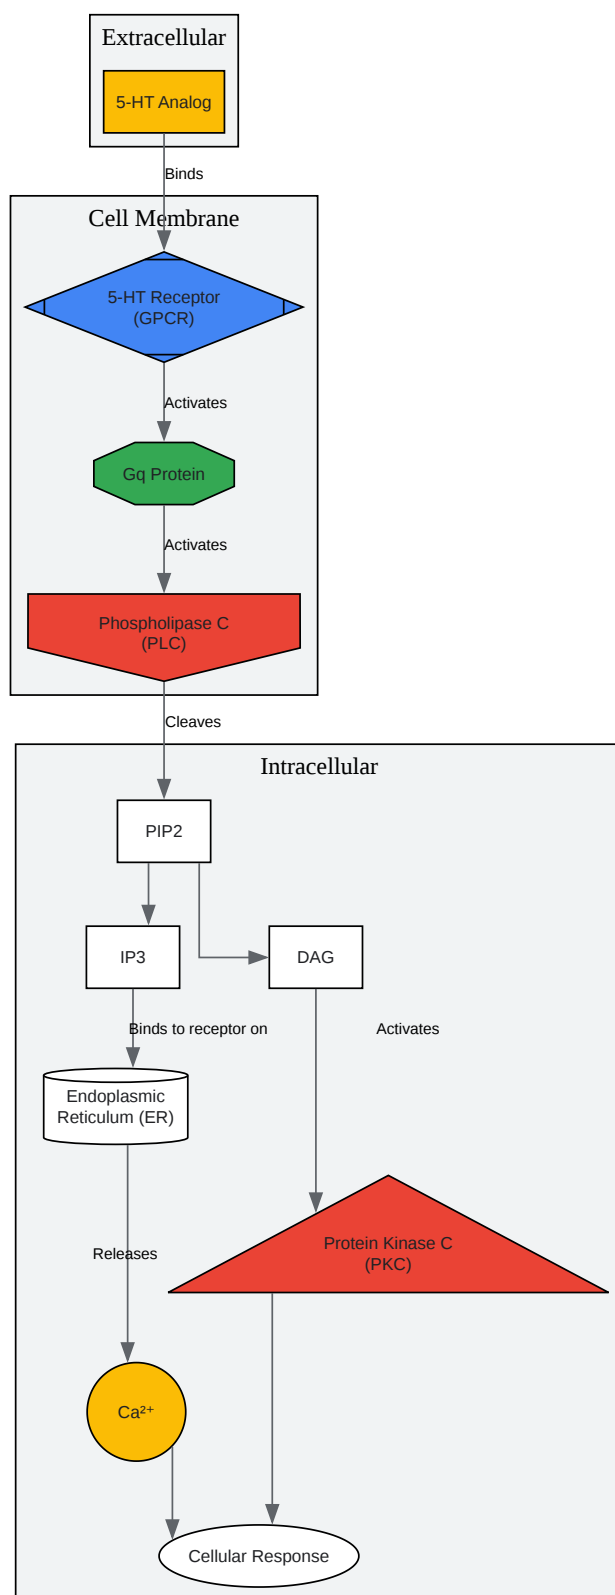 Extracellular
5-HT Analog
Binds
Cell Membrane
5-HT Receptor
(GPCR)
Activates
Gq Protein
Activates
Phospholipase C
(PLC)
Cleaves
Intracellular
PIP2
IP3
DAG
Binds to receptor on
Activates
Endoplasmic
Reticulum (ER)
Releases
Protein Kinase C
(PKC)
Ca²⁺
Cellular Response